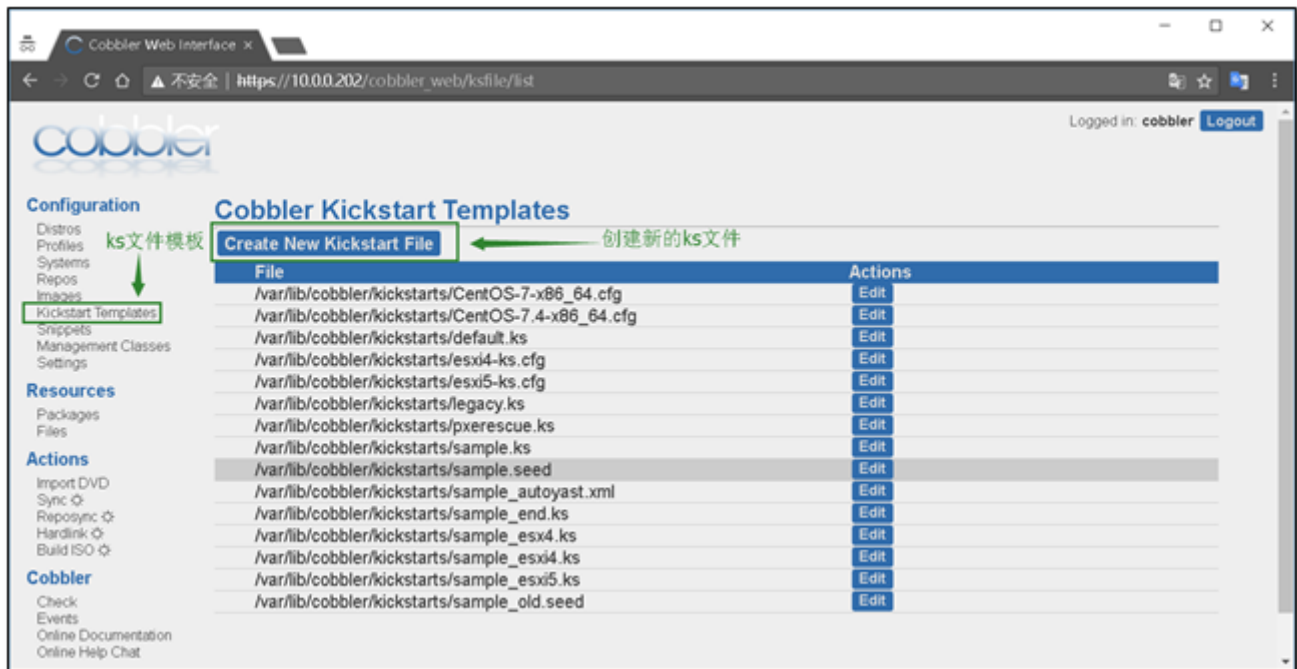 Cobbler Web Interface ×
不安全 | https://10.0.0.202/cobbler_web/ksfile/list
cobbler
Logged in: cobbler Logout
Configuration
Distros
Profiles
Systems
Repos
Images
Kickstart Templates
Snippets
Management Classes
Settings
Resources
Packages
Files
Actions
Import DVD
Sync
Reposync
Hardlink
Build ISO
Cobbler
Check
Events
Online Documentation
Online Help Chat
ks文件模板
Cobbler Kickstart Templates
Create New Kickstart File
创建新的ks文件
File Actions
/var/lib/cobbler/kickstarts/CentOS-7-x86_64.cfg Edit
/var/lib/cobbler/kickstarts/CentOS-7.4-x86_64.cfg Edit
/var/lib/cobbler/kickstarts/default.ks Edit
/var/lib/cobbler/kickstarts/esxi4-ks.cfg Edit
/var/lib/cobbler/kickstarts/esxi5-ks.cfg Edit
/var/lib/cobbler/kickstarts/legacy.ks Edit
/var/lib/cobbler/kickstarts/pxerescue.ks Edit
/var/lib/cobbler/kickstarts/sample.ks Edit
/var/lib/cobbler/kickstarts/sample.seed Edit
/var/lib/cobbler/kickstarts/sample_autoyast.xml Edit
/var/lib/cobbler/kickstarts/sample_end.ks Edit
/var/lib/cobbler/kickstarts/sample_esx4.ks Edit
/var/lib/cobbler/kickstarts/sample_esxi4.ks Edit
/var/lib/cobbler/kickstarts/sample_esxi5.ks Edit
/var/lib/cobbler/kickstarts/sample_old.seed Edit